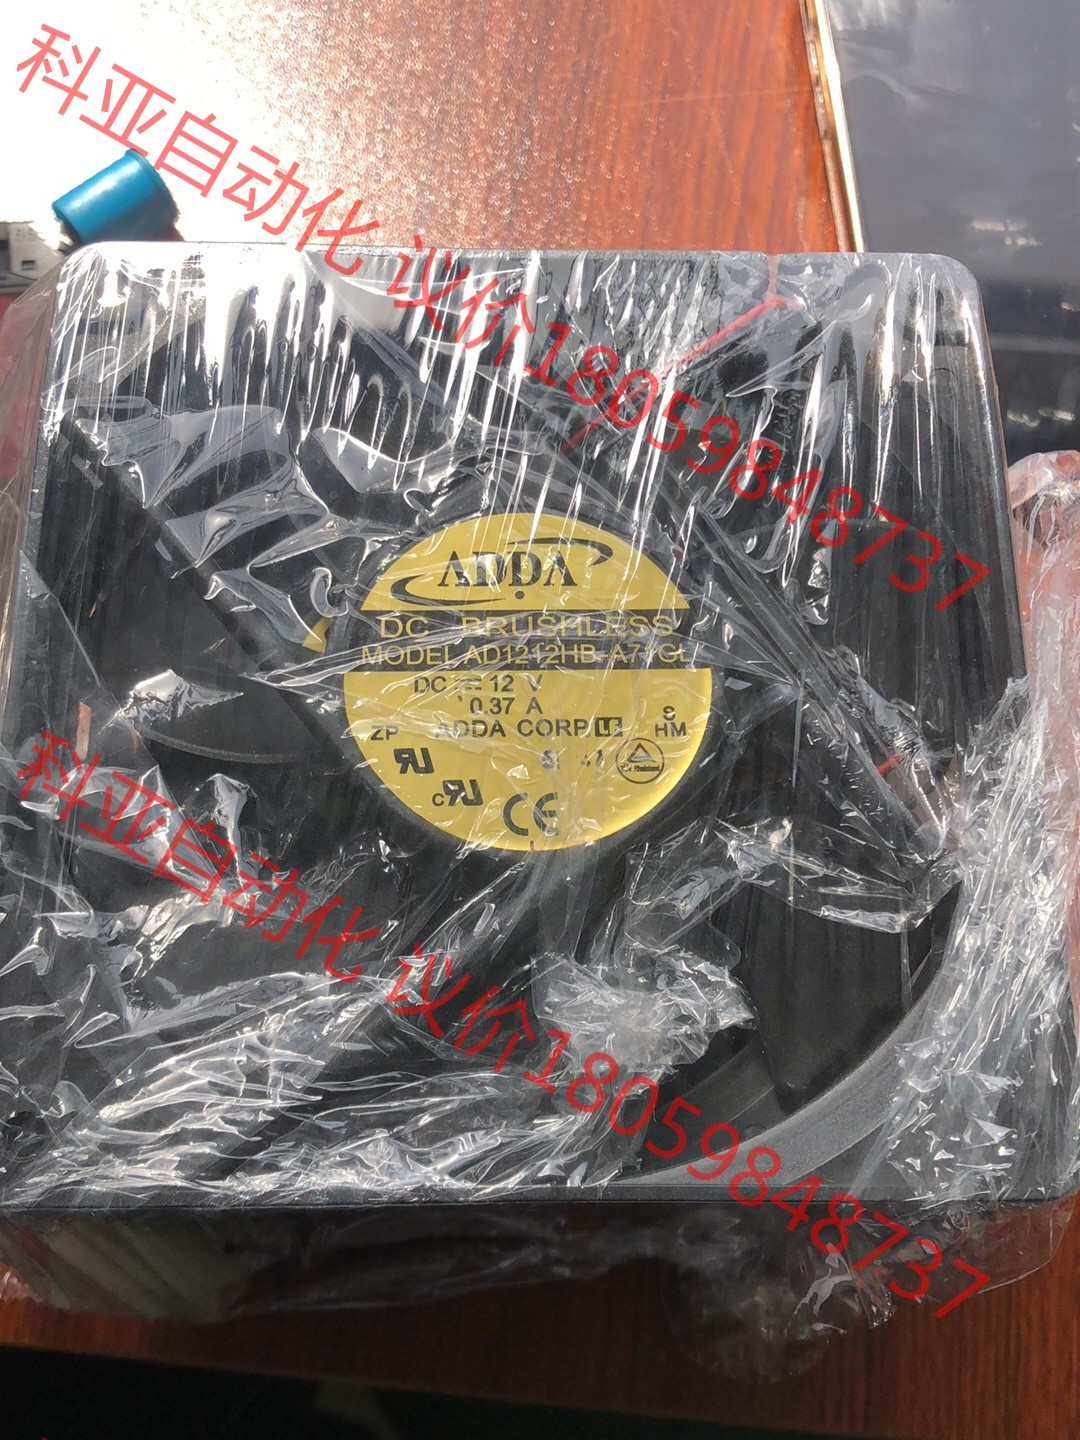 科亚自动化 议价18059848737
ADDA
DC BRUSHLESS
MODEL AD1212HB-A71GL
DC 12 V
0.37 A
ZP ADDA CORP. HM
CE
科亚自动化 议价18059848737